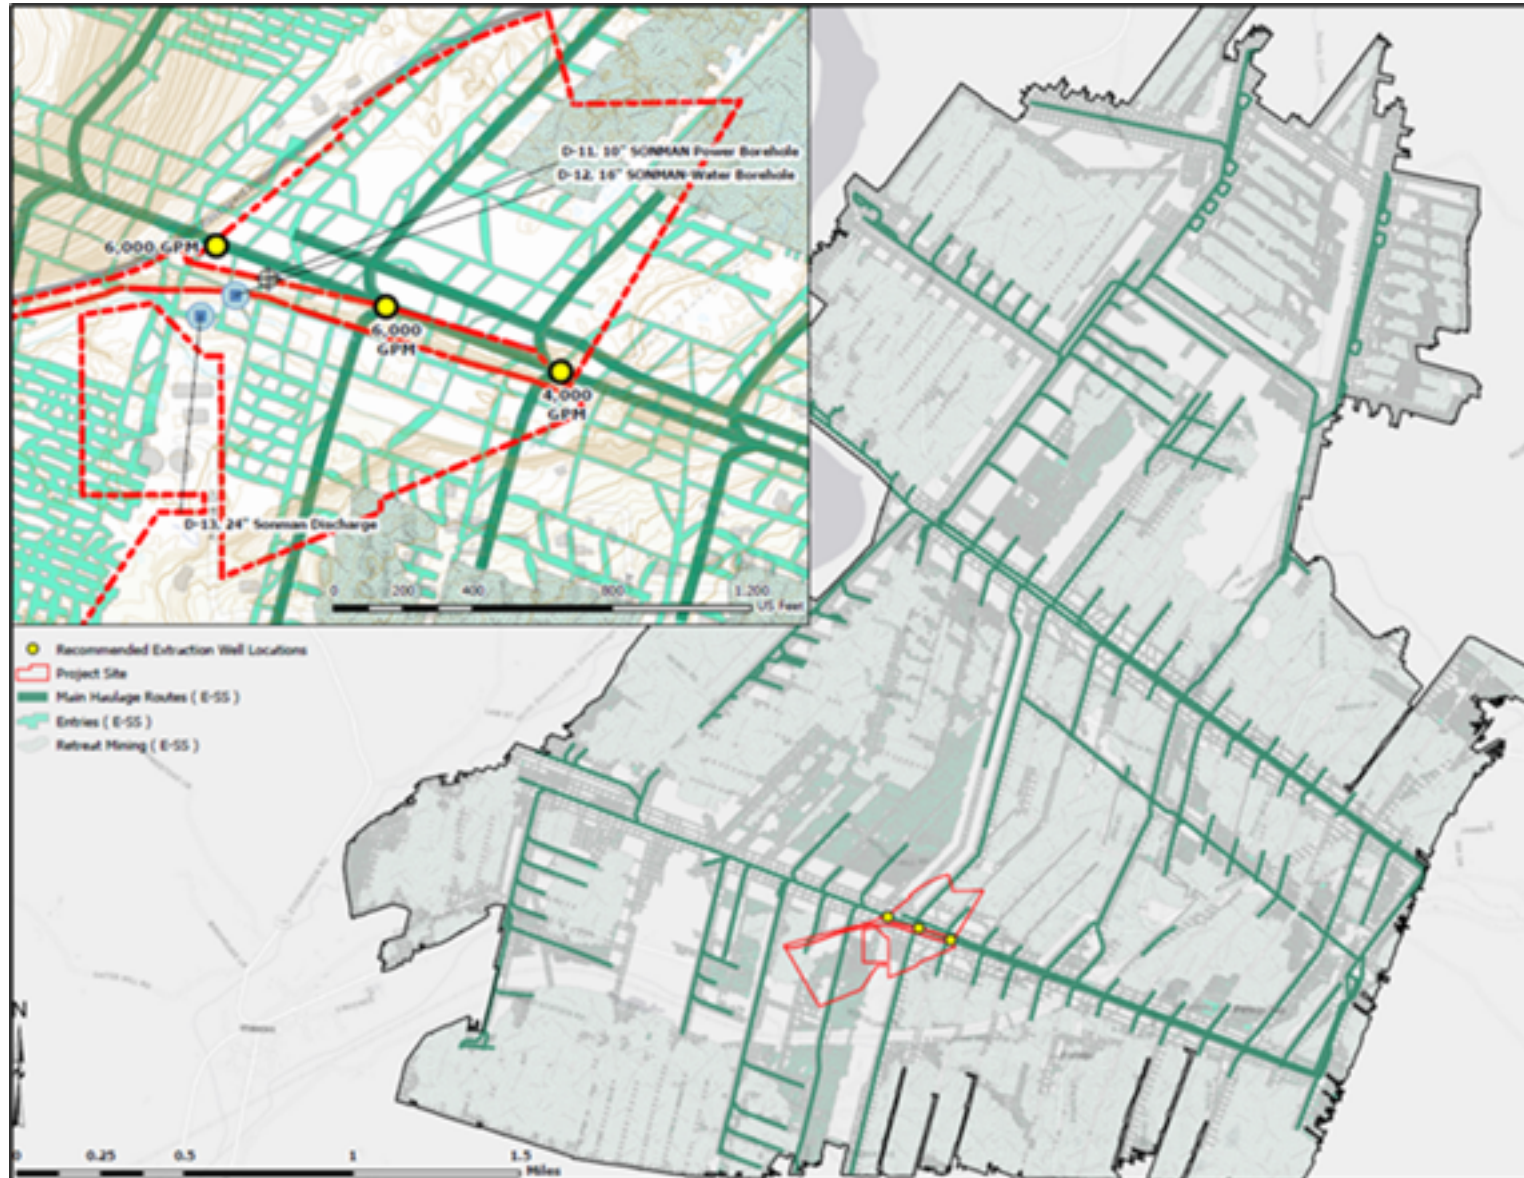 D-11, 10" SONMAN Power Borehole
D-12, 16" SONMAN-Water Borehole
6,000 GPM
6,000
GPM
4,000
GPM
D-13, 24" Sonman Discharge
0 200 400 800 1,200
US Feet
Recommended Extraction Well Locations
Project Site
Main Haulage Routes ( E-SS )
Entries ( E-SS )
Retreat Mining ( E-SS )
N
0 0.25 0.5 1 1.5
Miles